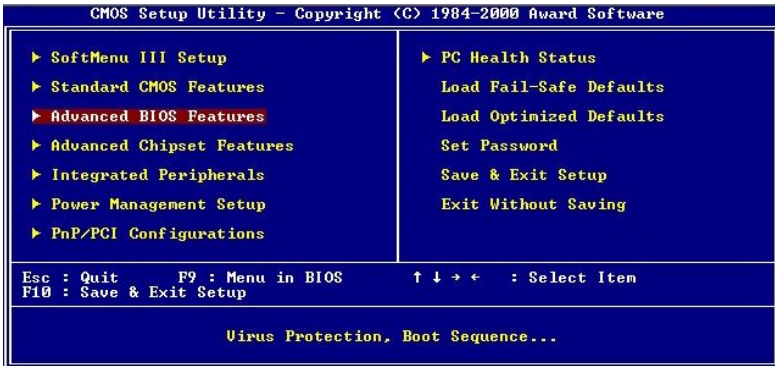 CMOS Setup Utility – Copyright (C) 1984–2000 Award Software
▶ SoftMenu III Setup
▶ Standard CMOS Features
▶ Advanced BIOS Features
▶ Advanced Chipset Features
▶ Integrated Peripherals
▶ Power Management Setup
▶ PnP/PCI Configurations
▶ PC Health Status
Load Fail-Safe Defaults
Load Optimized Defaults
Set Password
Save & Exit Setup
Exit Without Saving
Esc : Quit F9 : Menu in BIOS ↑ ↓ → ← : Select Item
F10 : Save & Exit Setup
Virus Protection, Boot Sequence...